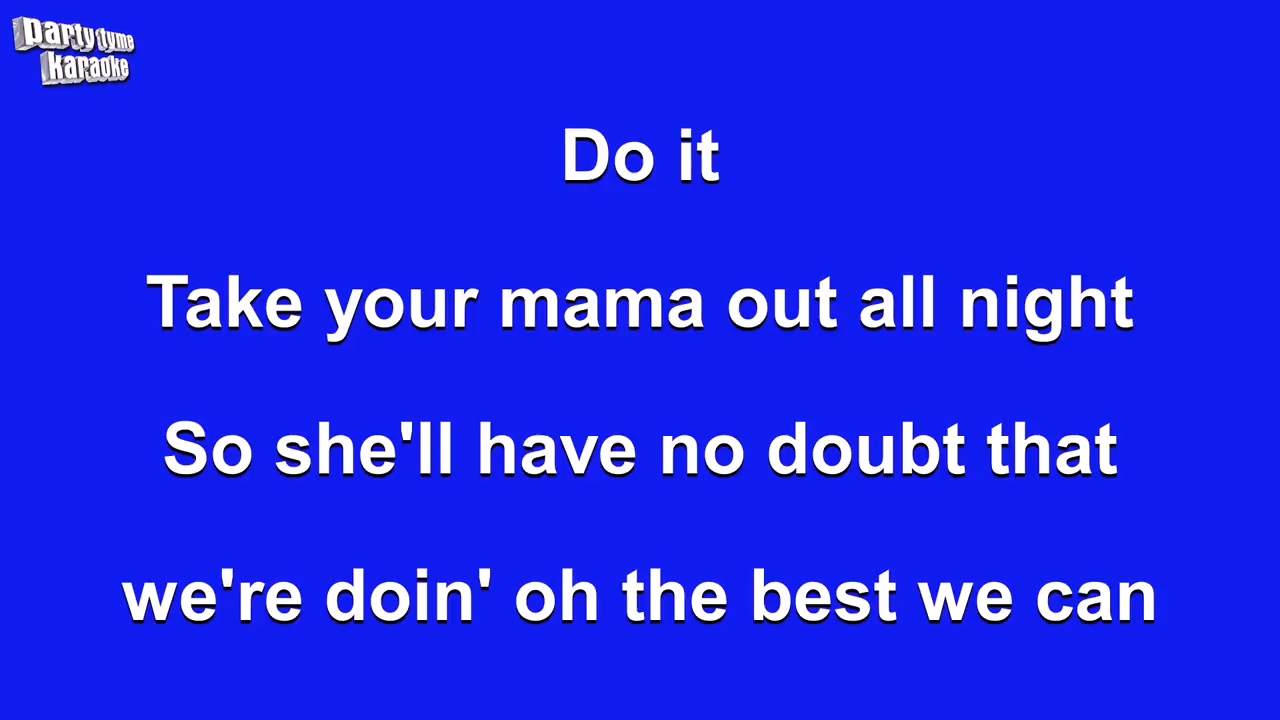 party tyme
karaoke
Do it
Take your mama out all night
So she'll have no doubt that
we're doin' oh the best we can